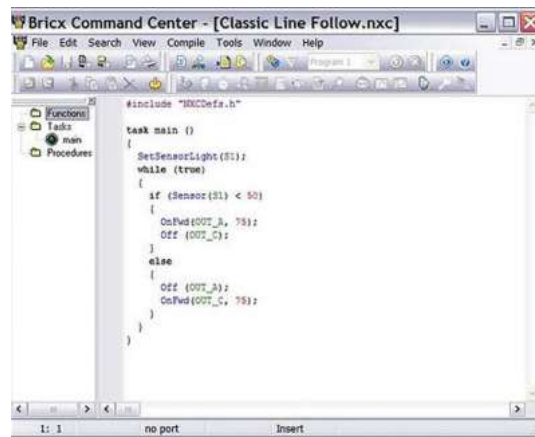 Bricx Command Center - [Classic Line Follow.nxc]
File Edit Search View Compile Tools Window Help
Program 1
Functions
Tasks
main
Procedures
#include "NXCDefs.h"
task main ()
{
SetSensorLight(S1);
while (true)
{
if (Sensor(S1) < 50)
{
OnFwd(OUT_A, 75);
Off (OUT_C);
}
else
{
Off (OUT_A);
OnFwd(OUT_C, 75);
}
}
}
1: 1 no port Insert